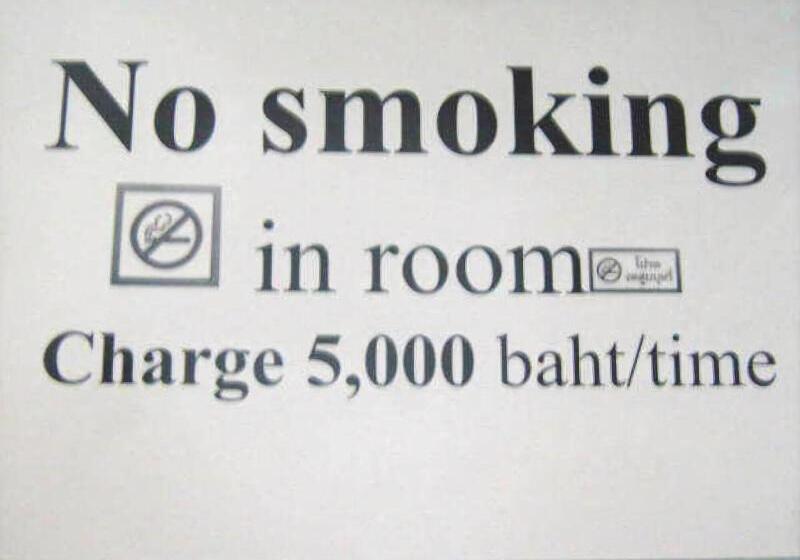 No smoking
in room
Charge 5,000 baht/time